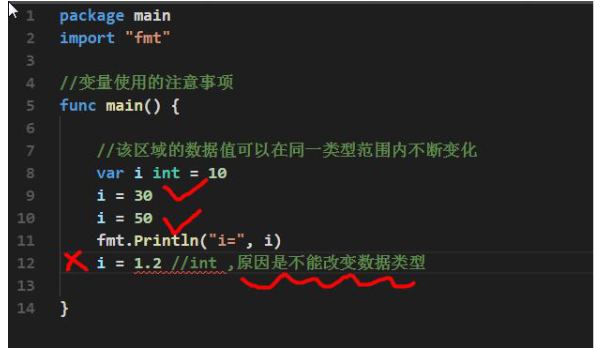 1 package main
2 import "fmt"
3
4 //变量使用的注意事项
5 func main() {
6
7 //该区域的数据值可以在同一类型范围内不断变化
8 var i int = 10
9 i = 30
10 i = 50
11 fmt.Println("i=", i)
12 i = 1.2 //int ,原因是不能改变数据类型
13
14 }